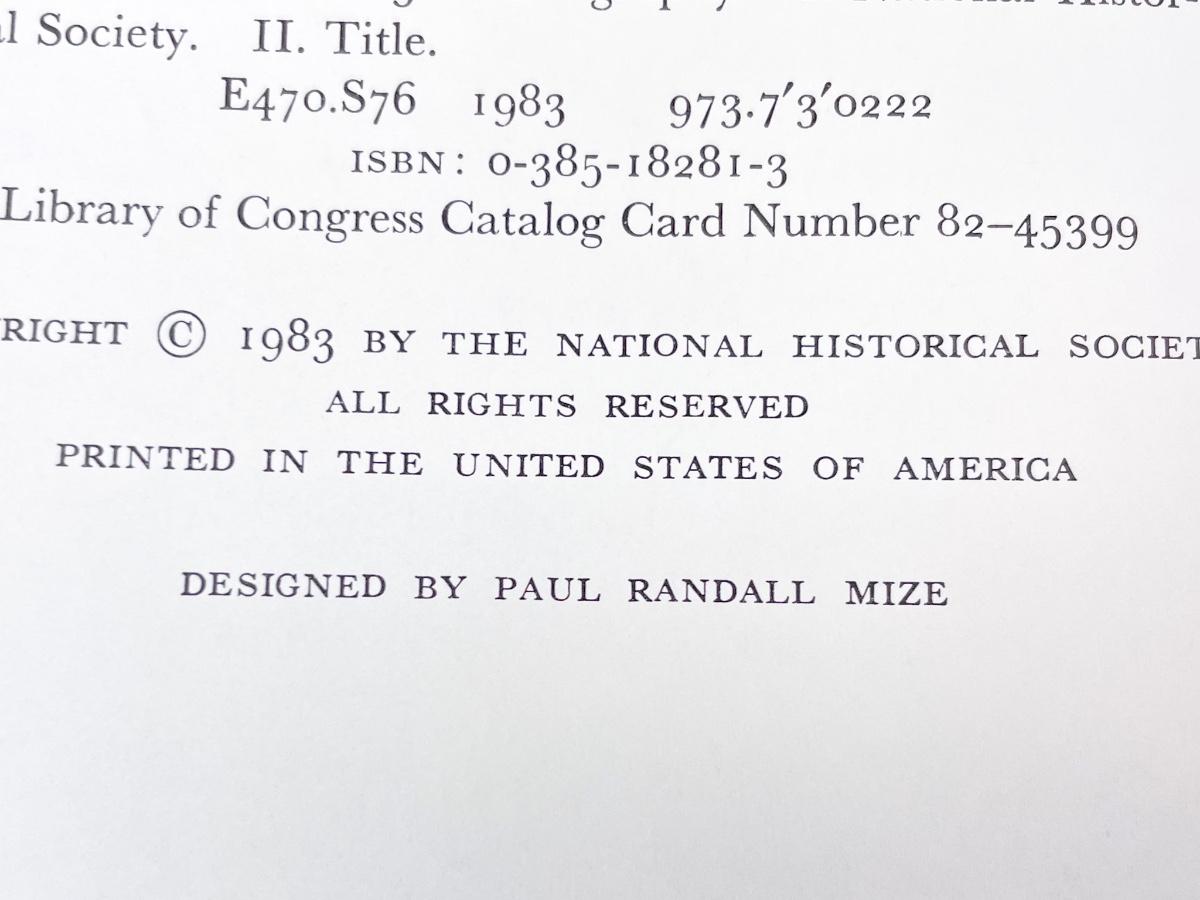 al Society. II. Title.
E470.S76 1983 973.7′3′0222
ISBN: 0-385-18281-3
Library of Congress Catalog Card Number 82–45399
RIGHT © 1983 BY THE NATIONAL HISTORICAL SOCIET
ALL RIGHTS RESERVED
PRINTED IN THE UNITED STATES OF AMERICA
DESIGNED BY PAUL RANDALL MIZE